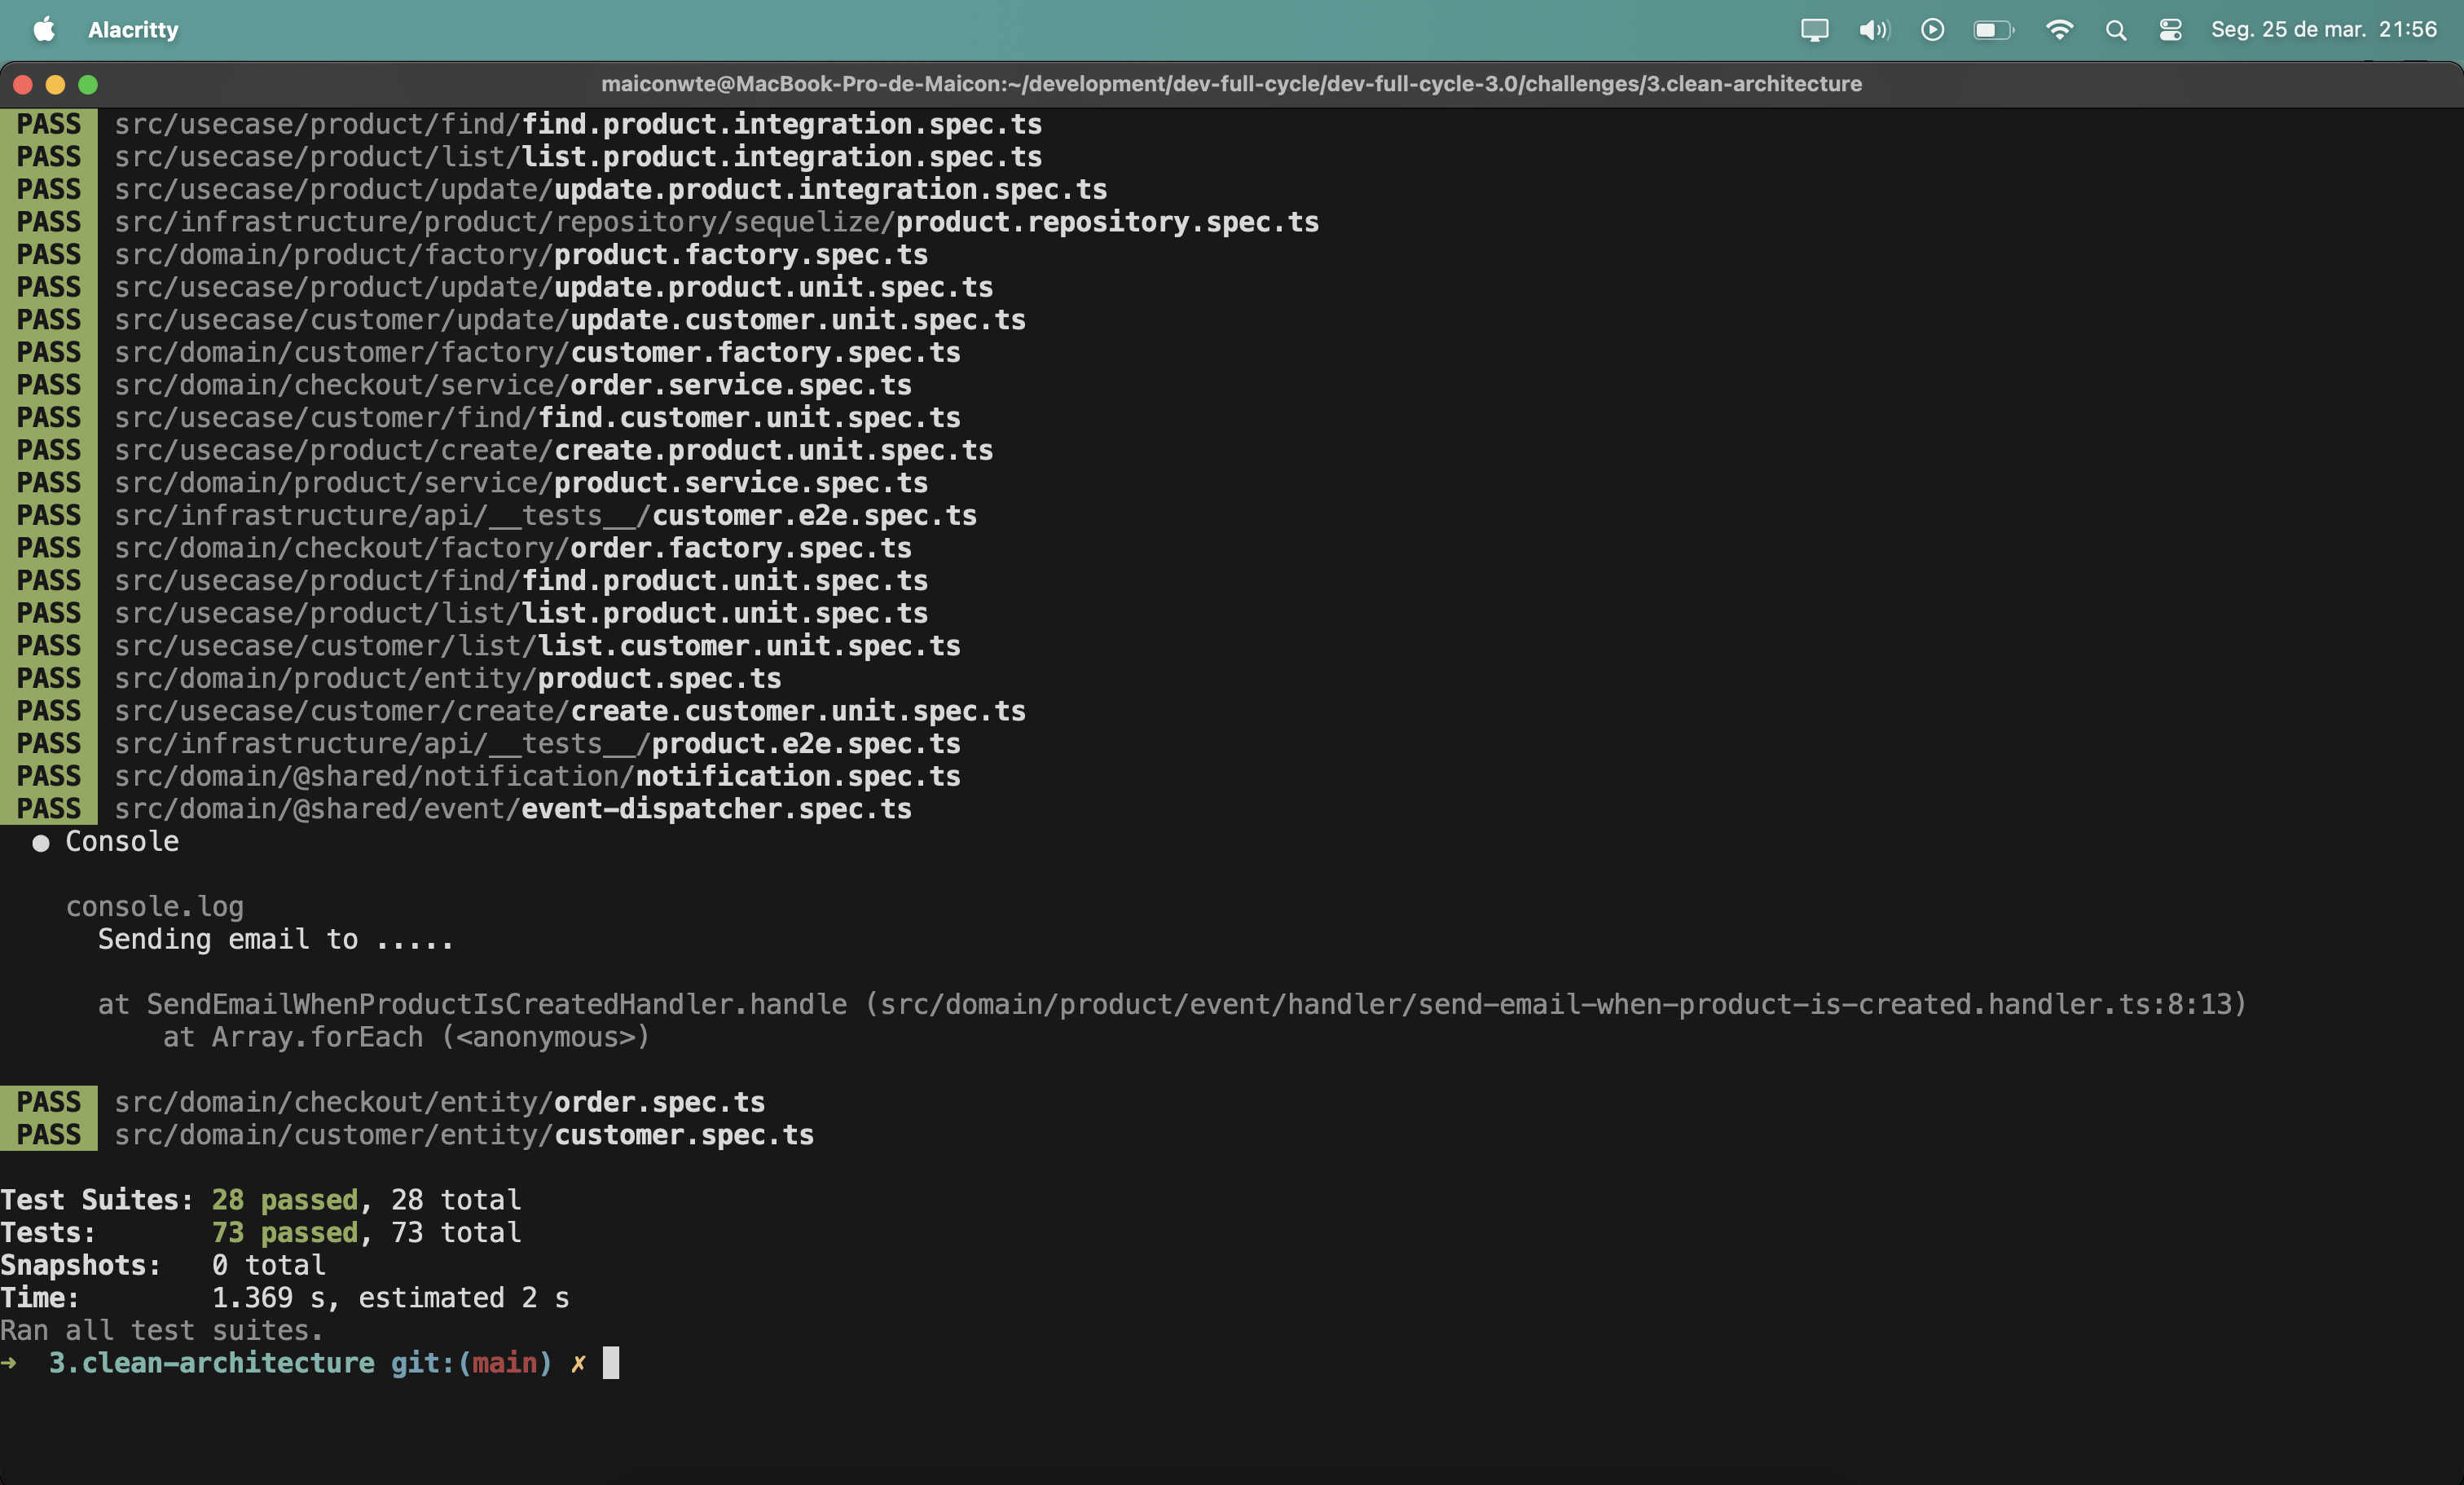 Alacritty
Seg. 25 de mar. 21:56
maiconwte@MacBook-Pro-de-Maicon:~/development/dev-full-cycle/dev-full-cycle-3.0/challenges/3.clean-architecture
PASS src/usecase/product/find/find.product.integration.spec.ts
PASS src/usecase/product/list/list.product.integration.spec.ts
PASS src/usecase/product/update/update.product.integration.spec.ts
PASS src/infrastructure/product/repository/sequelize/product.repository.spec.ts
PASS src/domain/product/factory/product.factory.spec.ts
PASS src/usecase/product/update/update.product.unit.spec.ts
PASS src/usecase/customer/update/update.customer.unit.spec.ts
PASS src/domain/customer/factory/customer.factory.spec.ts
PASS src/domain/checkout/service/order.service.spec.ts
PASS src/usecase/customer/find/find.customer.unit.spec.ts
PASS src/usecase/product/create/create.product.unit.spec.ts
PASS src/domain/product/service/product.service.spec.ts
PASS src/infrastructure/api/__tests__/customer.e2e.spec.ts
PASS src/domain/checkout/factory/order.factory.spec.ts
PASS src/usecase/product/find/find.product.unit.spec.ts
PASS src/usecase/product/list/list.product.unit.spec.ts
PASS src/usecase/customer/list/list.customer.unit.spec.ts
PASS src/domain/product/entity/product.spec.ts
PASS src/usecase/customer/create/create.customer.unit.spec.ts
PASS src/infrastructure/api/__tests__/product.e2e.spec.ts
PASS src/domain/@shared/notification/notification.spec.ts
PASS src/domain/@shared/event/event-dispatcher.spec.ts
● Console
console.log
Sending email to .....
at SendEmailWhenProductIsCreatedHandler.handle (src/domain/product/event/handler/send-email-when-product-is-created.handler.ts:8:13)
at Array.forEach (<anonymous>)
PASS src/domain/checkout/entity/order.spec.ts
PASS src/domain/customer/entity/customer.spec.ts
Test Suites: 28 passed, 28 total
Tests: 73 passed, 73 total
Snapshots: 0 total
Time: 1.369 s, estimated 2 s
Ran all test suites.
➜ 3.clean-architecture git:(main) ✗